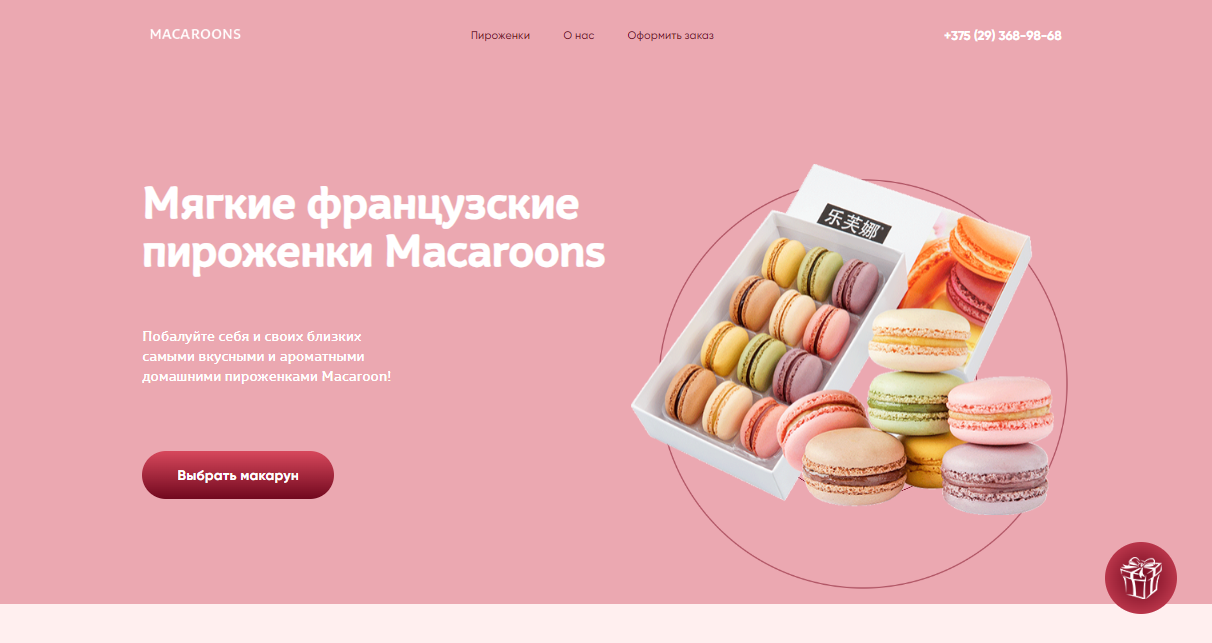 MACAROONS
Пироженки
О нас
Оформить заказ
+375 (29) 368-98-68
Мягкие французские
пироженки Macaroons
乐芙娜
Побалуйте себя и своих близких
самыми вкусными и ароматными
домашними пироженками Macaroon!
Выбрать макарун